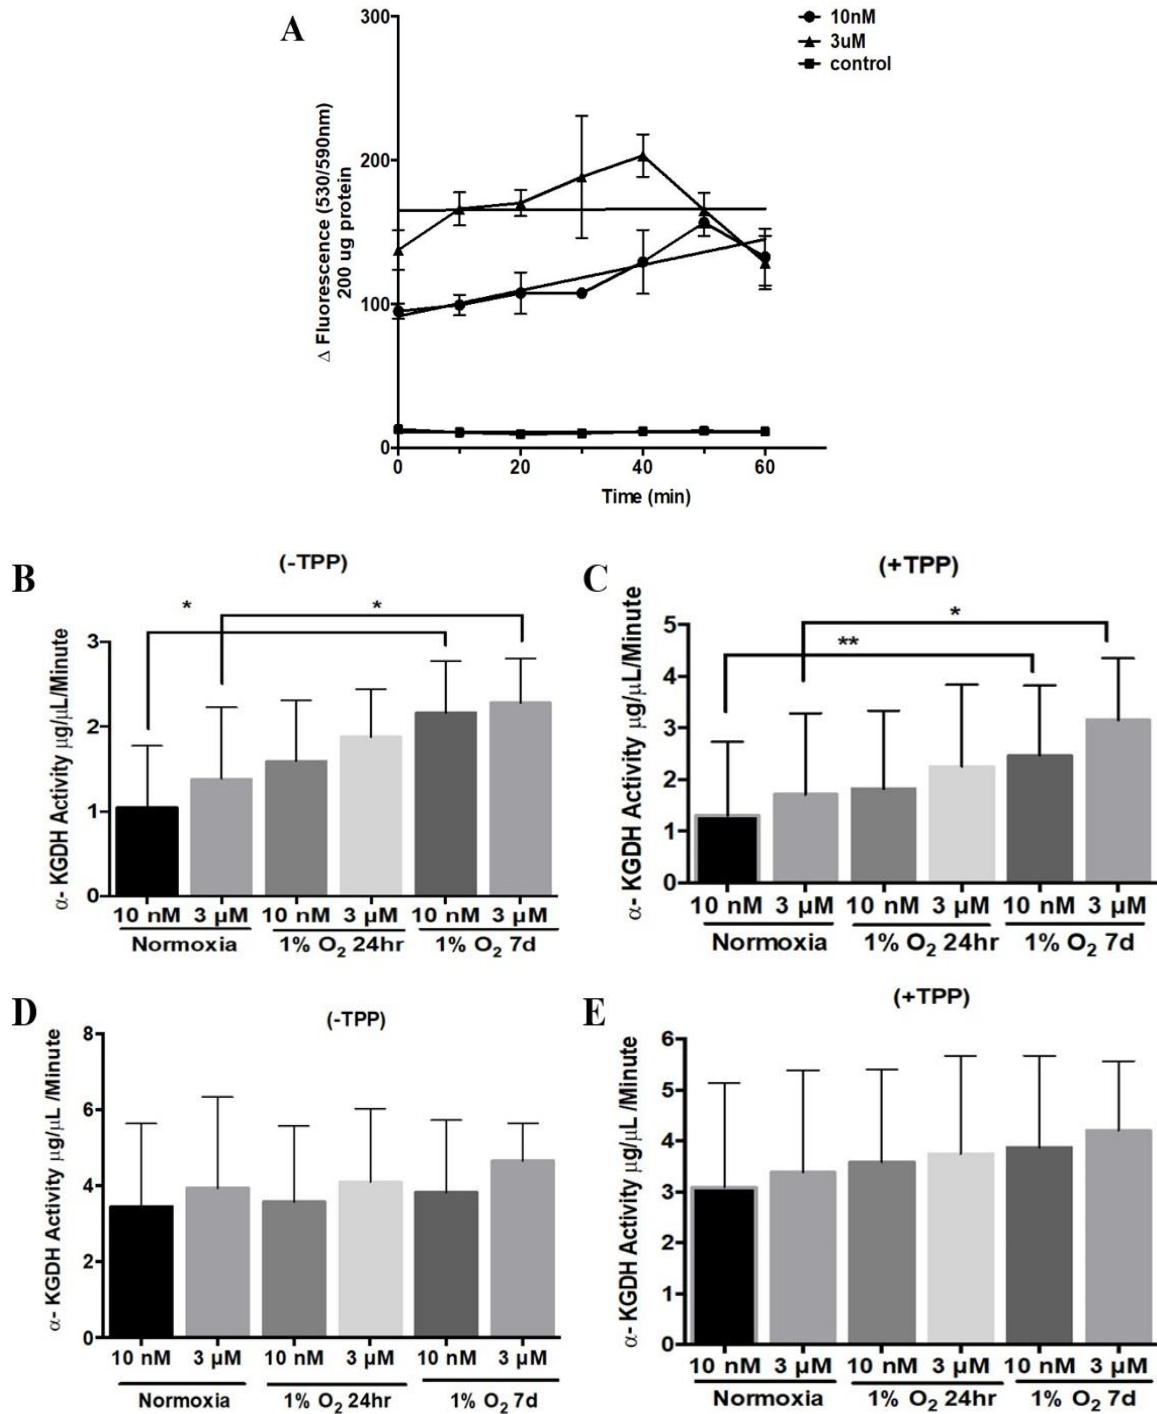 A
10nM
3uM
control
Δ Fluorescence (530/590nm)
200 ug protein
300
200
100
0
0 20 40 60
Time (min)
B
(-TPP)
* *
α- KGDH Activity μg/μL/Minute
3
2
1
0
10 nM 3 μM 10 nM 3 μM 10 nM 3 μM
Normoxia 1% O₂ 24hr 1% O₂ 7d
C
(+TPP)
*
**
α- KGDH Activity μg/μL/Minute
5
4
3
2
1
0
10 nM 3 μM 10 nM 3 μM 10 nM 3 μM
Normoxia 1% O₂ 24hr 1% O₂ 7d
D
(-TPP)
α- KGDH Activity μg/μL /Minute
8
6
4
2
0
10 nM 3 μM 10 nM 3 μM 10 nM 3 μM
Normoxia 1% O₂ 24hr 1% O₂ 7d
E
(+TPP)
α- KGDH Activity μg/μL/Minute
6
5
4
3
2
1
0
10 nM 3 μM 10 nM 3 μM 10 nM 3 μM
Normoxia 1% O₂ 24hr 1% O₂ 7d